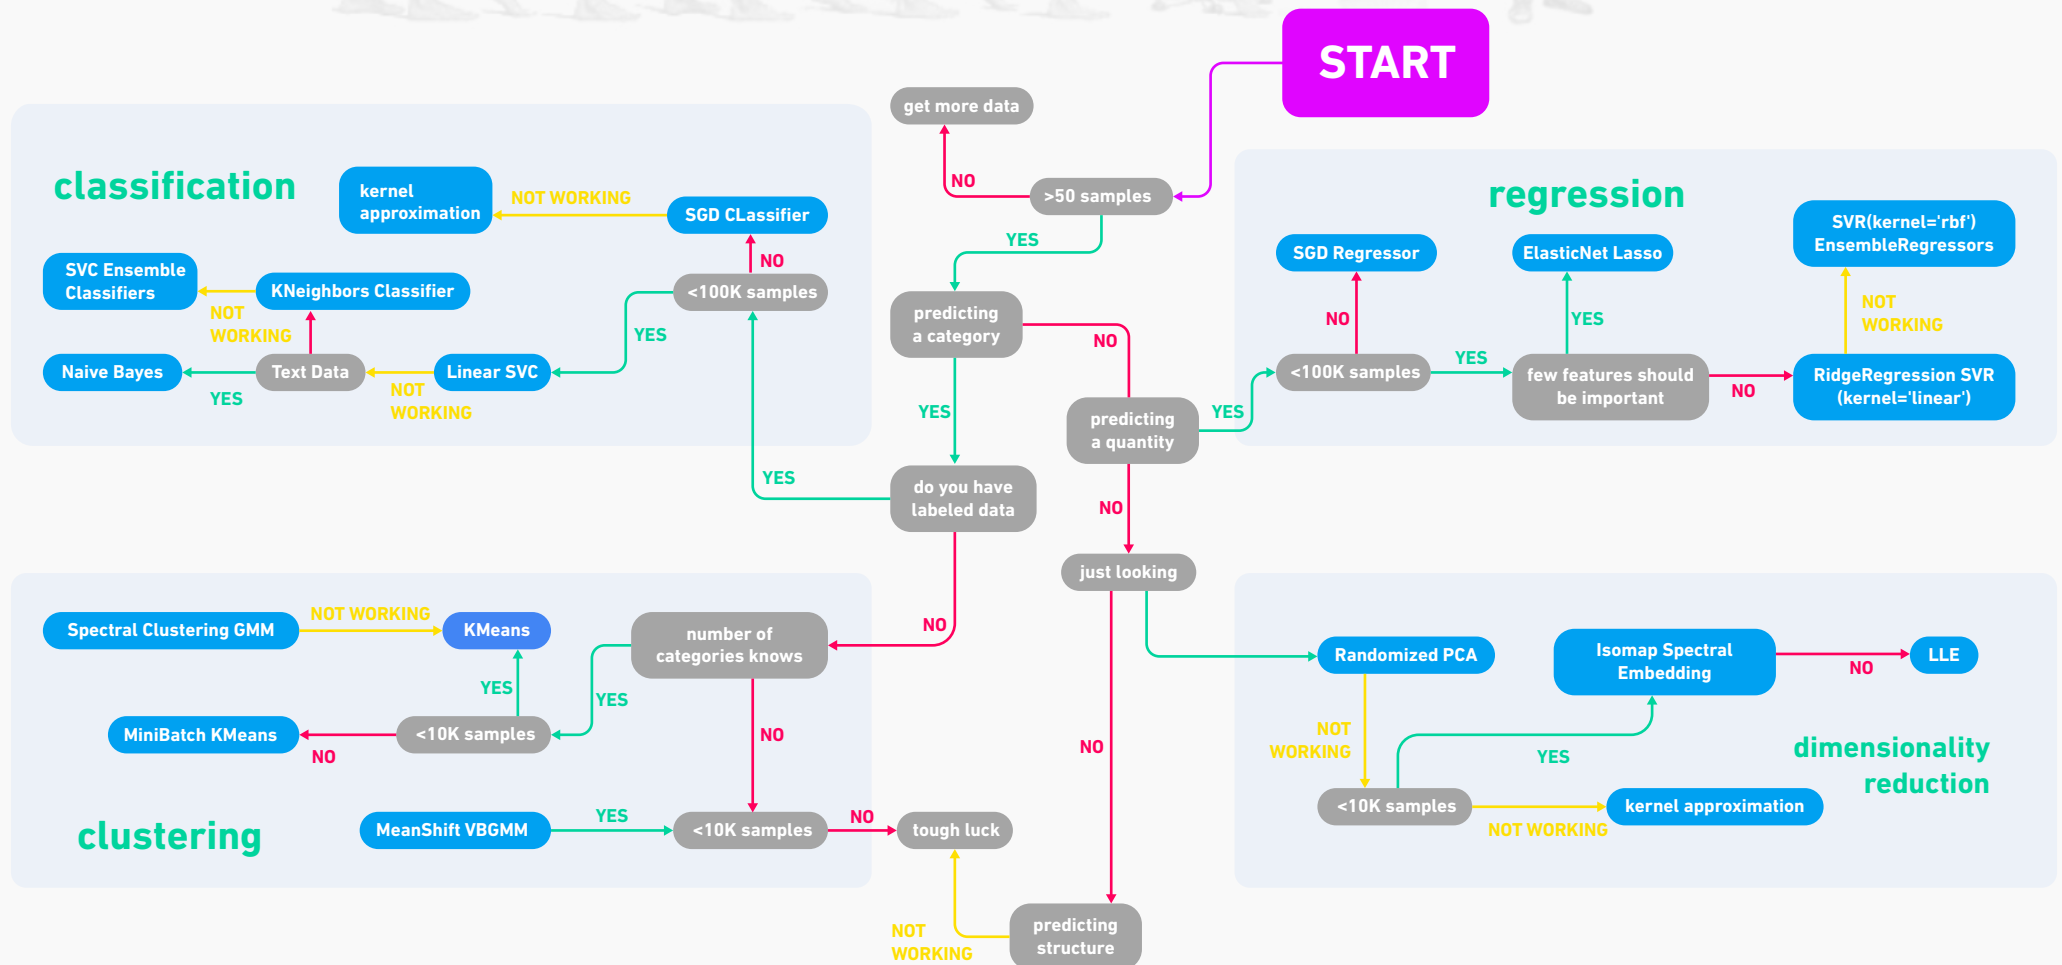 START
get more data
NO
>50 samples
YES
classification
kernel
approximation
NOT WORKING
SGD CLassifier
NO
<100K samples
YES
SVC Ensemble
Classifiers
KNeighbors Classifier
NOT
WORKING
Naive Bayes
YES
Text Data
NOT
WORKING
Linear SVC
YES
predicting
a category
NO
YES
do you have
labeled data
NO
predicting
a quantity
YES
NO
just looking
NO
regression
SGD Regressor
NO
<100K samples
YES
ElasticNet Lasso
YES
few features should
be important
NO
SVR(kernel='rbf')
EnsembleRegressors
NOT
WORKING
RidgeRegression SVR
(kernel='linear')
Spectral Clustering GMM
NOT WORKING
KMeans
number of
categories knows
YES
YES
MiniBatch KMeans
NO
<10K samples
NO
clustering
MeanShift VBGMM
YES
<10K samples
NO
tough luck
NOT
WORKING
predicting
structure
Randomized PCA
NOT
WORKING
<10K samples
YES
Isomap Spectral
Embedding
NO
LLE
NOT WORKING
kernel approximation
dimensionality
reduction